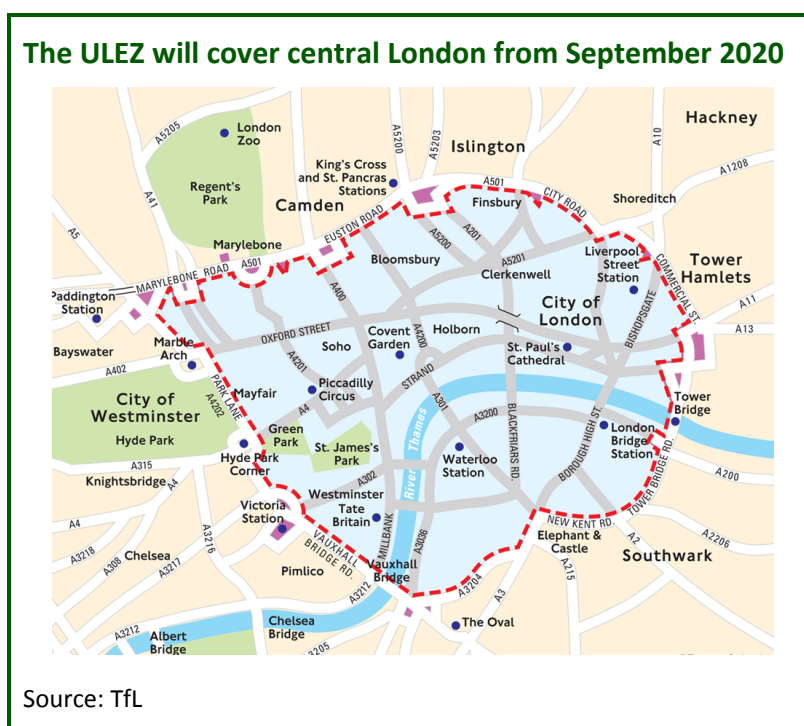 The ULEZ will cover central London from September 2020
Hackney
A5205
London
Zoo
A5200
A5203
A10
Islington
A1208
King's Cross
and St. Pancras
Stations
Regent's
Park
A41
A501
CITY ROAD
Shoreditch
Finsbury
Camden
EUSTON ROAD
A5
A5200
A201
Marylebone
A501
Bloomsbury
A5201
Liverpool
Street
Station
Tower
Hamlets
COMMERCIAL ST.
Clerkenwell
MARYLEBONE ROAD
A400
City of
London
Paddington
Station
BISHOPSGATE
A11
A13
OXFORD STREET
Covent
Garden
A4200
Holborn
Soho
St. Paul's
Cathedral
Bayswater
Marble
Arch
A4201
STRAND
A402
PARK LANE
A4202
Mayfair
Piccadilly
Circus
City of
Westminster
A301
A3200
BLACKFRIARS RD.
BOROUGH HIGH ST.
Tower
Bridge
A4
Green
Park
Hyde Park
River Thames
London
Bridge
Station
St. James's
Park
Waterloo
Station
TOWER BRIDGE RD.
Hyde Park
Corner
A315
A302
A200
Knightsbridge
A4
Victoria
Station
Westminster
Tate
Britain
NEW KENT RD.
A4
A3216
MILLBANK
A3036
Elephant
& Castle
A2
A2206
VAUXHALL
BRIDGE RD.
A3218
A308
A3217
Chelsea
Southwark
Vauxhall
Bridge
Pimlico
A3204
A215
A3212
A3
Chelsea
Bridge
The Oval
A3212
Albert
Bridge
A3205
Source: TfL